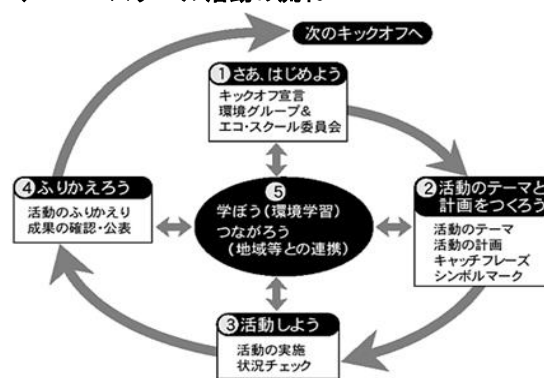 次のキックオフへ
①さあ、はじめよう
キックオフ宣言
環境グループ&
エコ・スクール委員会
②活動のテーマと
計画をつくろう
活動のテーマ
活動の計画
キャッチフレーズ
シンボルマーク
③活動しよう
活動の実施
状況チェック
④ふりかえろう
活動のふりかえり
成果の確認・公表
⑤
学ぼう(環境学習)
つながろう
(地域等との連携)